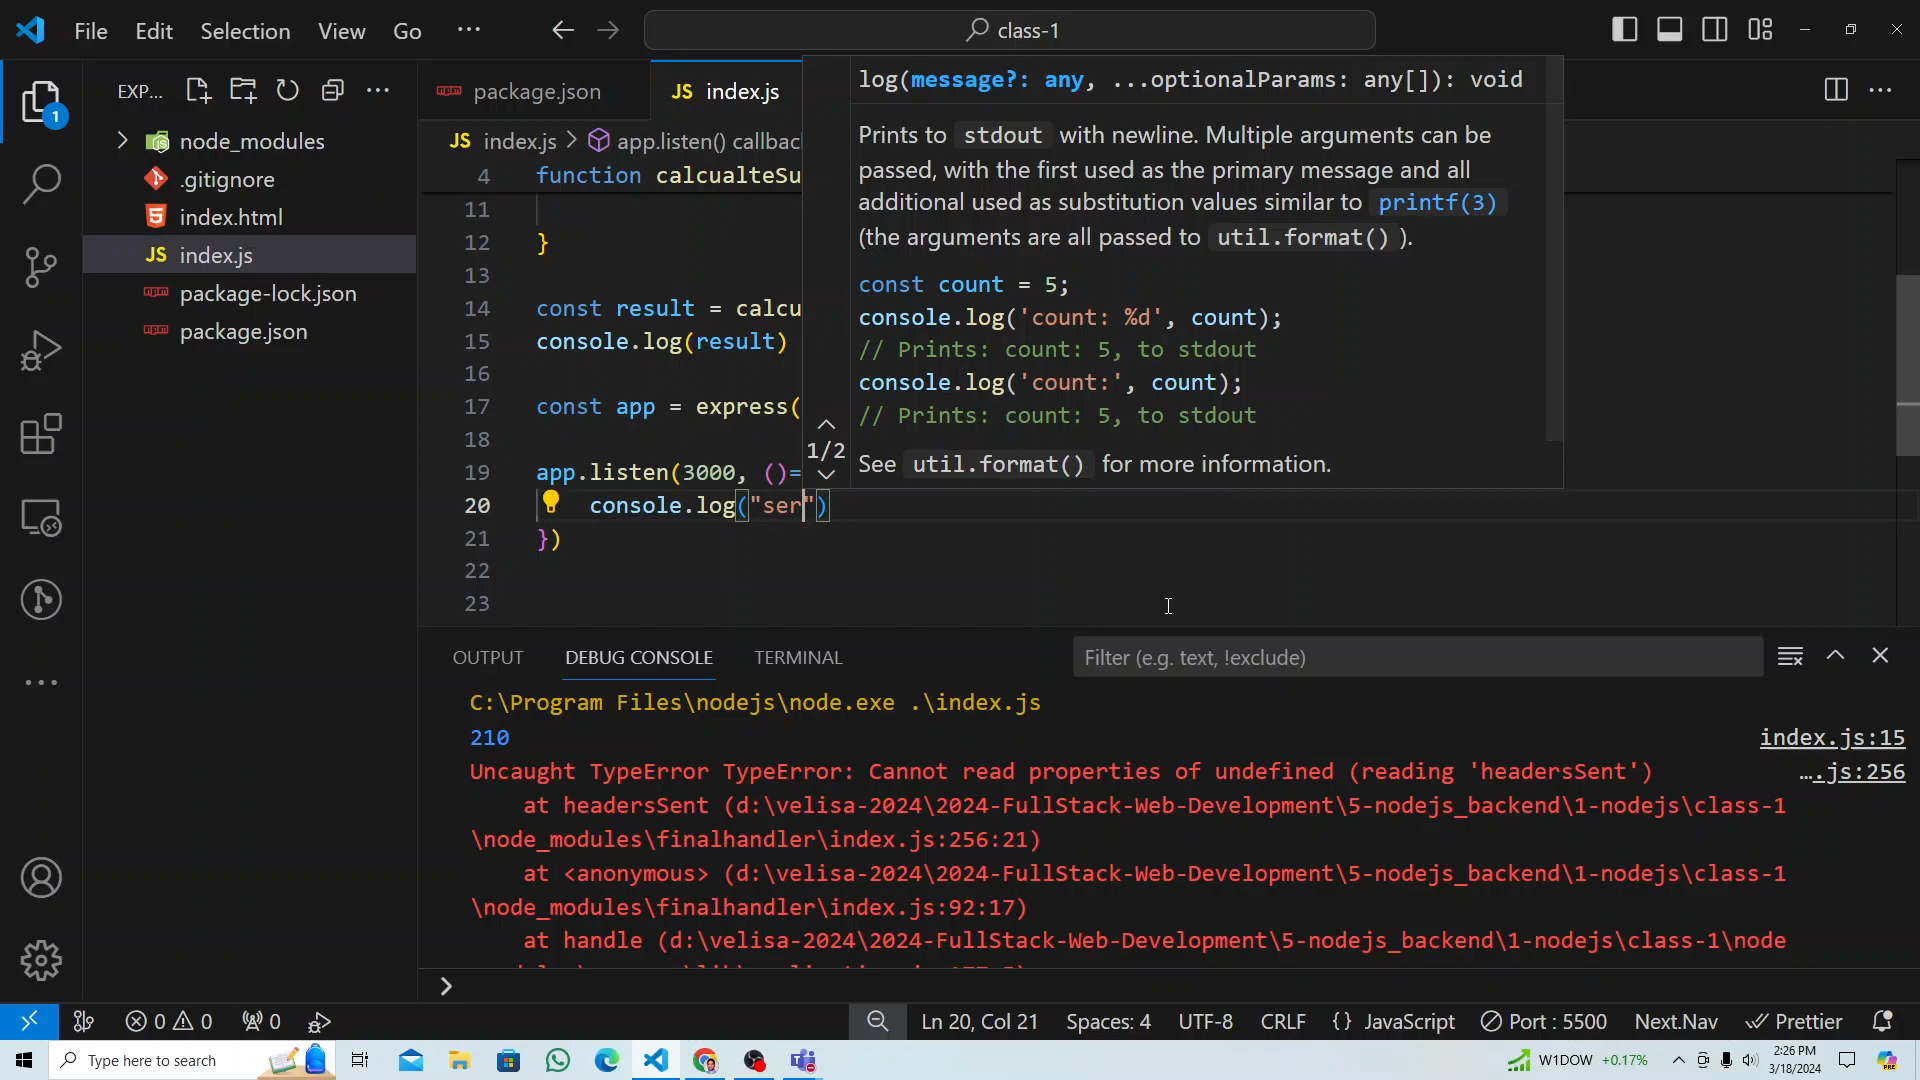 File Edit Selection View Go ... class-1
EXP...
node_modules
.gitignore
index.html
JS index.js
package-lock.json
package.json
1
package.json
JS index.js
JS index.js > app.listen() callbac
4 function calcualteSu
11
12 }
13
14 const result = calcu
15 console.log(result)
16
17 const app = express(
18
19 app.listen(3000, ()=
20 console.log("ser")
21 })
22
23
1/2
log(message?: any, ...optionalParams: any[]): void
Prints to stdout with newline. Multiple arguments can be
passed, with the first used as the primary message and all
additional used as substitution values similar to printf(3)
(the arguments are all passed to util.format() ).
const count = 5;
console.log('count: %d', count);
// Prints: count: 5, to stdout
console.log('count:', count);
// Prints: count: 5, to stdout
See util.format() for more information.
OUTPUT DEBUG CONSOLE TERMINAL Filter (e.g. text, !exclude)
C:\Program Files\nodejs\node.exe .\index.js
210 index.js:15
Uncaught TypeError TypeError: Cannot read properties of undefined (reading 'headersSent') ….js:256
at headersSent (d:\velisa-2024\2024-FullStack-Web-Development\5-nodejs_backend\1-nodejs\class-1
\node_modules\finalhandler\index.js:256:21)
at <anonymous> (d:\velisa-2024\2024-FullStack-Web-Development\5-nodejs_backend\1-nodejs\class-1
\node_modules\finalhandler\index.js:92:17)
at handle (d:\velisa-2024\2024-FullStack-Web-Development\5-nodejs_backend\1-nodejs\class-1\node
0 0 0 Ln 20, Col 21 Spaces: 4 UTF-8 CRLF {} JavaScript Port : 5500 Next.Nav Prettier
Type here to search W1DOW +0.17% 2:26 PM
3/18/2024